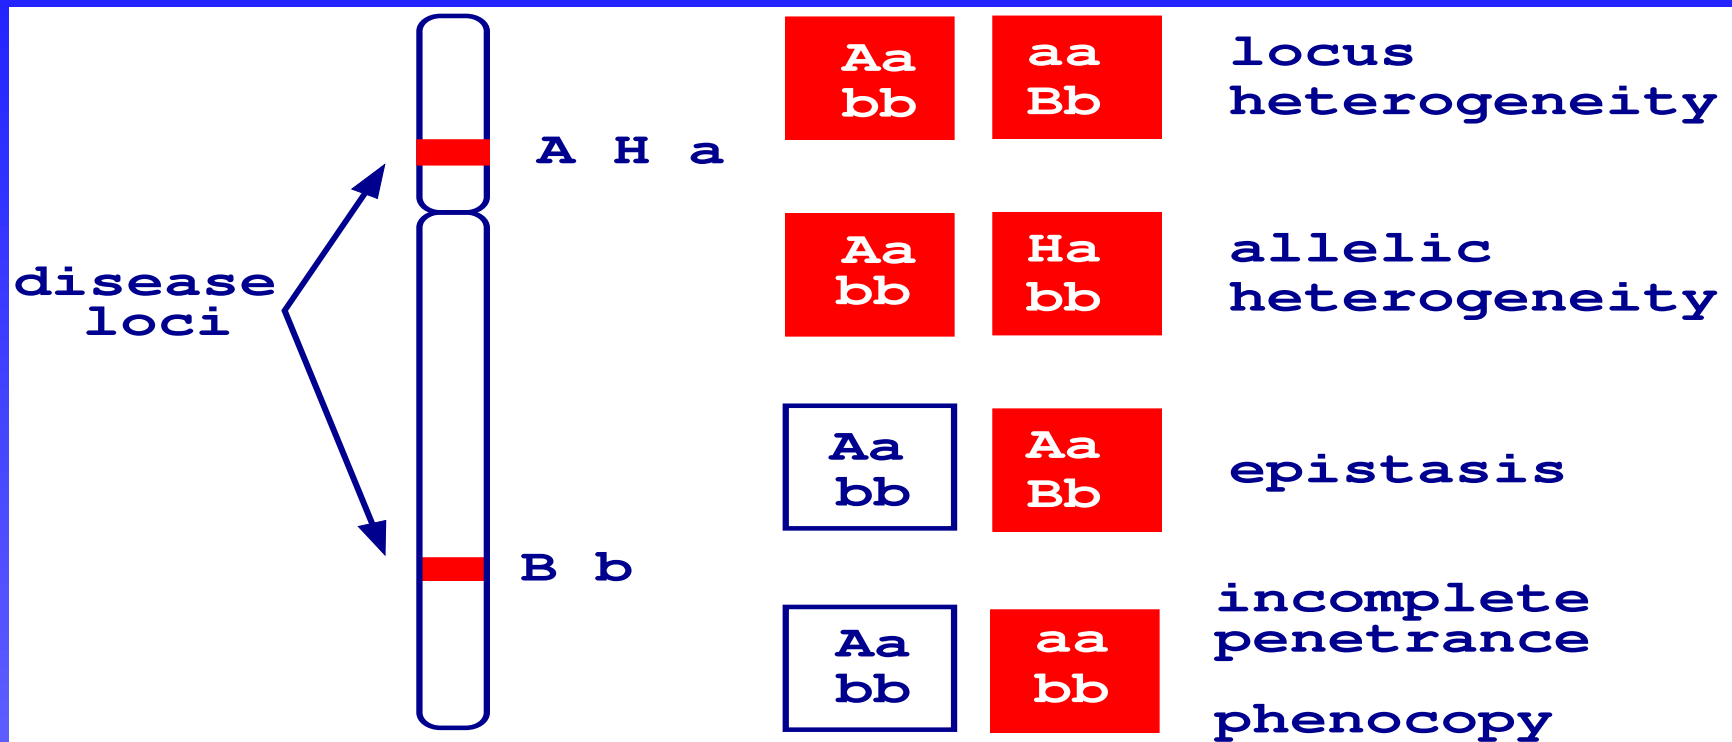 disease
loci
A H a
B b
Aa
bb
aa
Bb
locus
heterogeneity
Aa
bb
Ha
bb
allelic
heterogeneity
Aa
bb
Aa
Bb
epistasis
Aa
bb
aa
bb
incomplete
penetrance
phenocopy